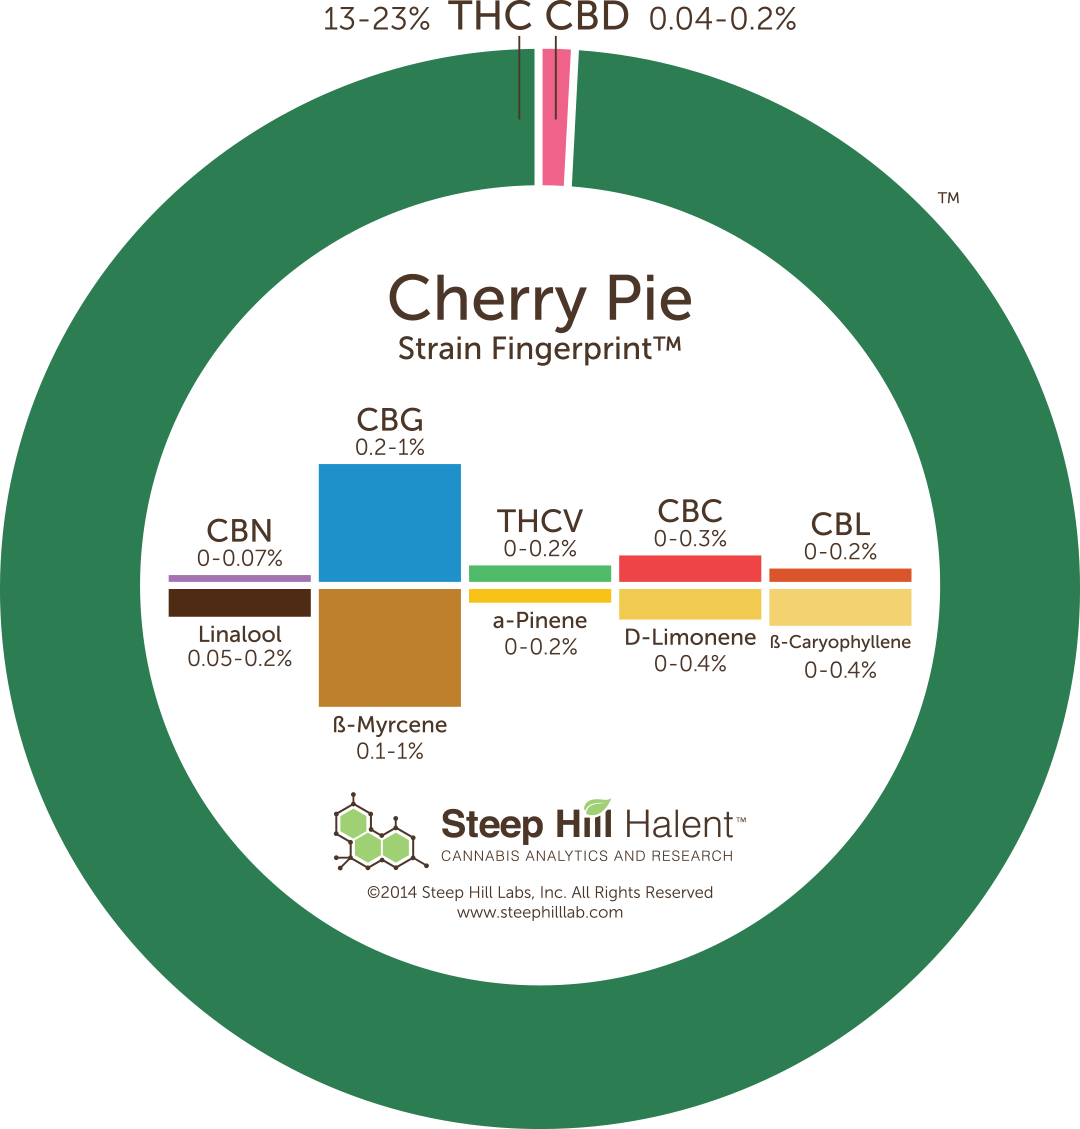 13-23% THC CBD 0.04-0.2%
TM
Cherry Pie
Strain Fingerprint™
CBG
0.2-1%
CBN
0-0.07%
THCV
0-0.2%
CBC
0-0.3%
CBL
0-0.2%
Linalool
0.05-0.2%
ß-Myrcene
0.1-1%
a-Pinene
0-0.2%
D-Limonene
0-0.4%
ß-Caryophyllene
0-0.4%
Steep Hill Halent™
CANNABIS ANALYTICS AND RESEARCH
©2014 Steep Hill Labs, Inc. All Rights Reserved
www.steephilllab.com